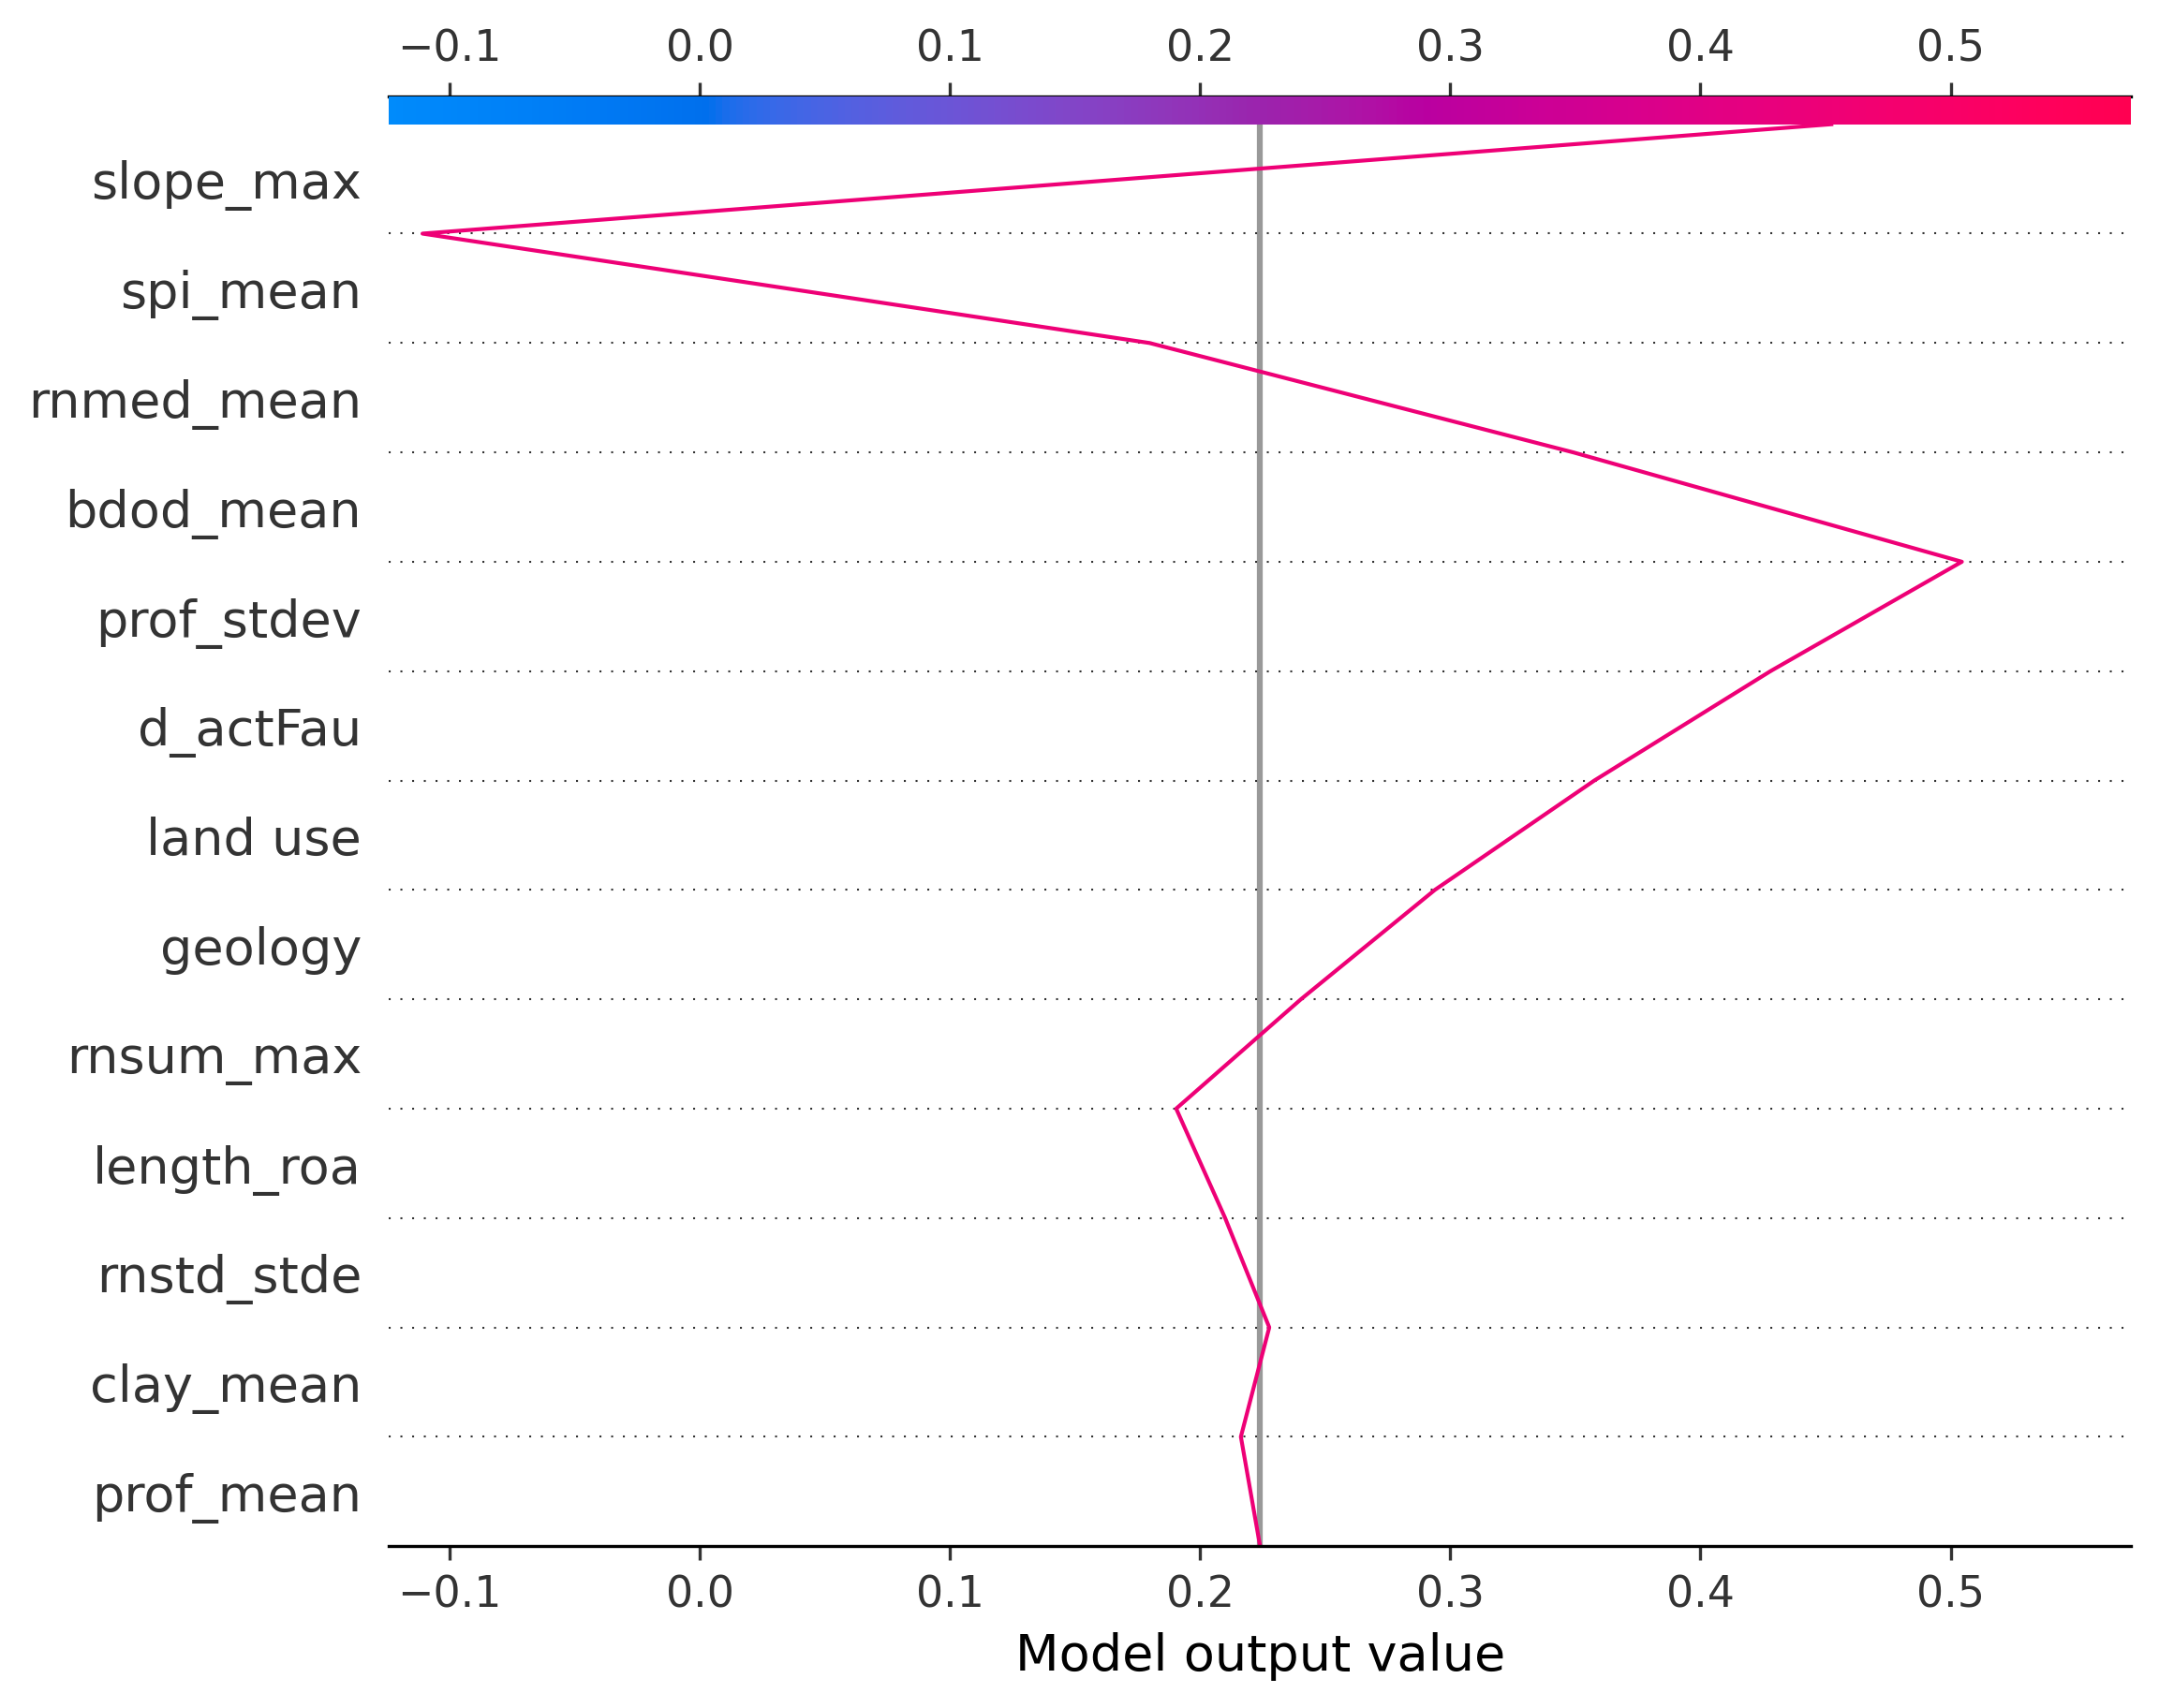 −0.1 0.0 0.1 0.2 0.3 0.4 0.5
slope_max
spi_mean
rnmed_mean
bdod_mean
prof_stdev
d_actFau
land use
geology
rnsum_max
length_roa
rnstd_stde
clay_mean
prof_mean
−0.1 0.0 0.1 0.2 0.3 0.4 0.5
Model output value